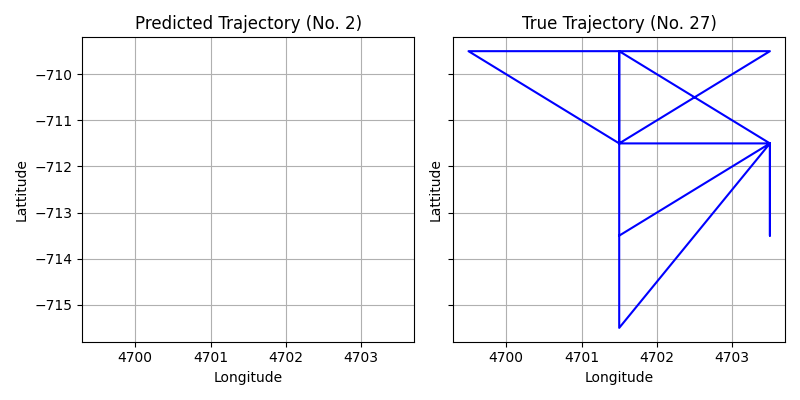 Predicted Trajectory (No. 2)
True Trajectory (No. 27)
Lattitude
−710
−711
−712
−713
−714
−715
4700
4701
4702
4703
Longitude
Lattitude
4700
4701
4702
4703
Longitude